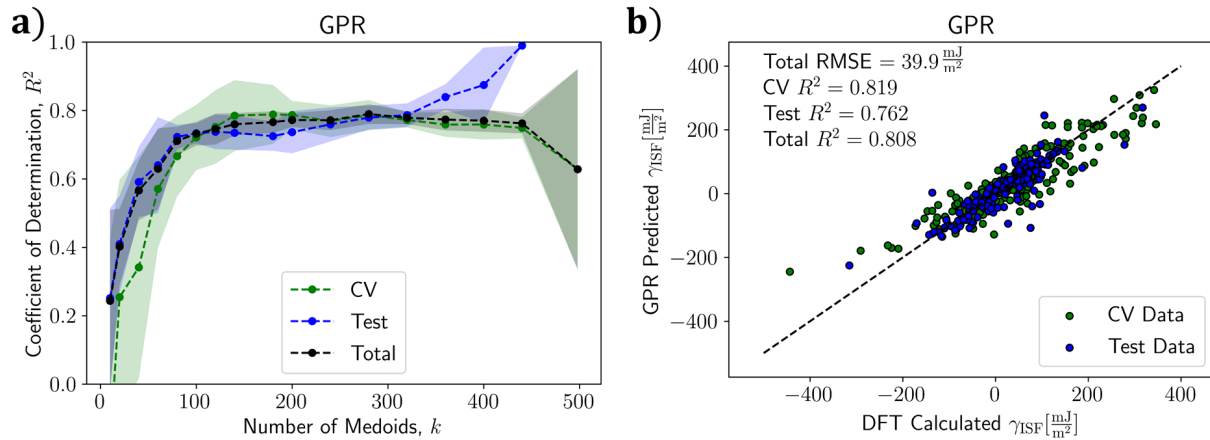 a)
GPR
1.0
0.8
0.6
0.4
0.2
0.0
Coefficient of Determination, R²
CV
Test
Total
0 100 200 300 400 500
Number of Medoids, k
b)
GPR
Total RMSE = 39.9 mJ/m²
CV R² = 0.819
Test R² = 0.762
Total R² = 0.808
400
200
0
−200
−400
GPR Predicted γ_ISF[mJ/m²]
CV Data
Test Data
−400 −200 0 200 400
DFT Calculated γ_ISF[mJ/m²]